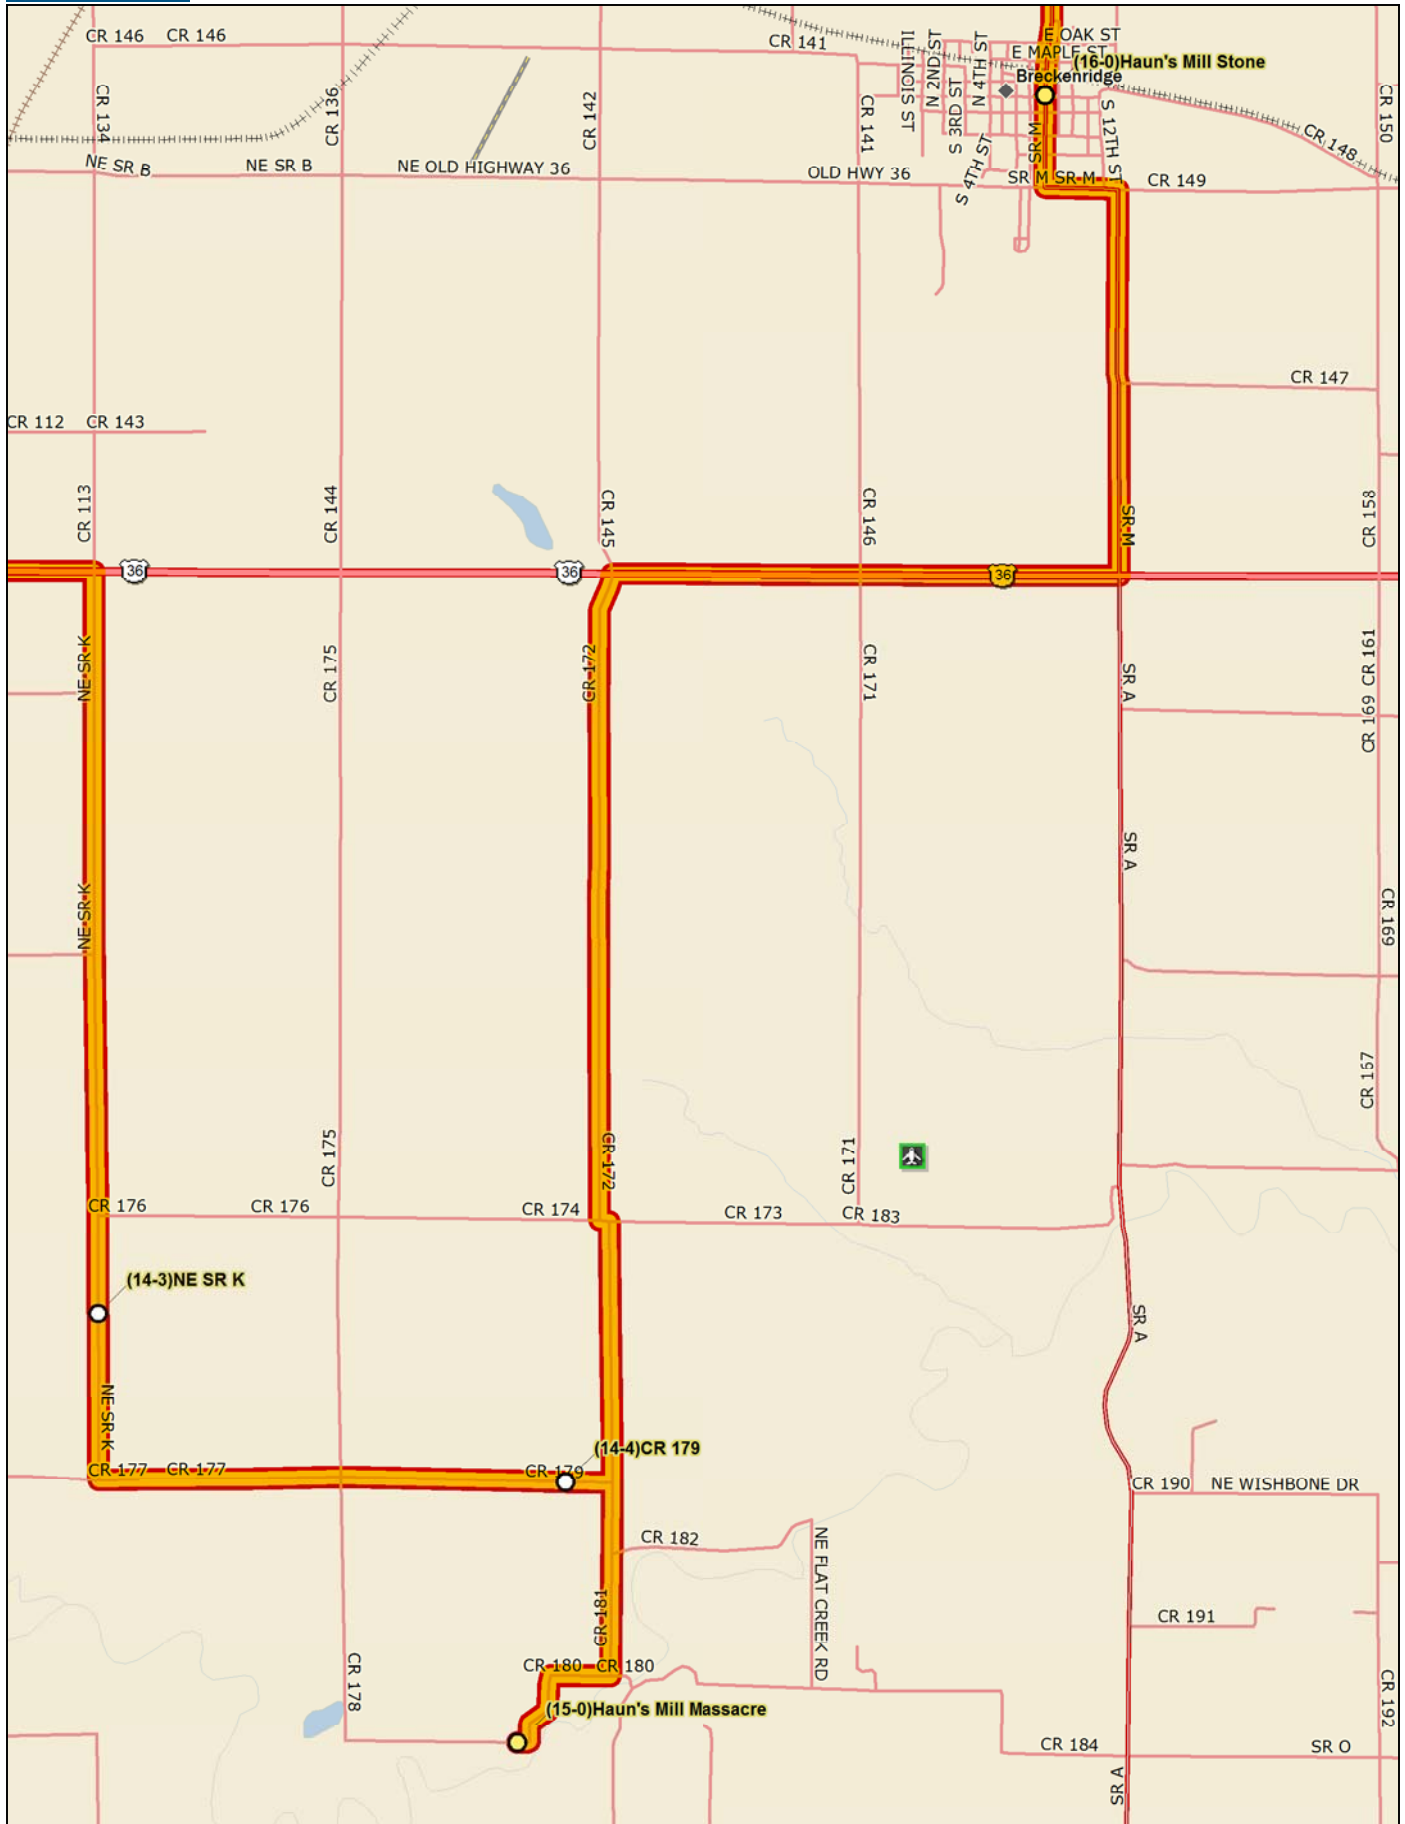 E OAK ST
CR 146
CR 146
CR 141
E MAPLE ST
(16-0)Haun's Mill Stone
Breckenridge
ILLINOIS ST
N 2ND ST
N 4TH ST
S 3RD ST
CR 134
CR 136
CR 142
CR 141
SR M
S 12TH ST
CR 150
CR 148
NE SR B
NE SR B
NE OLD HIGHWAY 36
OLD HWY 36
S 4TH ST
SR M
SR M
CR 149
CR 147
CR 112
CR 143
CR 113
CR 144
CR 145
CR 146
SR M
CR 158
36
36
36
NE SR K
CR 175
CR 172
CR 171
SR A
CR 161
CR 169
SR A
NE SR K
CR 169
CR 157
CR 175
CR 172
CR 171
CR 176
CR 176
CR 174
CR 173
CR 183
(14-3)NE SR K
SR A
NE SR K
(14-4)CR 179
CR 177
CR 177
CR 179
CR 190
NE WISHBONE DR
CR 182
NE FLAT CREEK RD
CR 181
CR 191
CR 180
CR 180
CR 178
CR 192
(15-0)Haun's Mill Massacre
CR 184
SR O
SR A